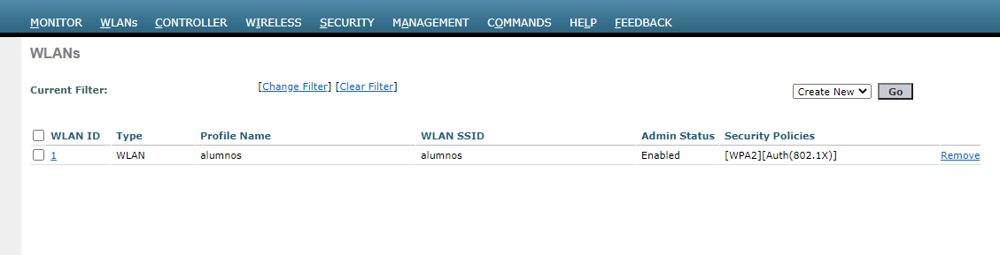 MONITOR WLANs CONTROLLER WIRELESS SECURITY MANAGEMENT COMMANDS HELP FEEDBACK
WLANs
Current Filter: [Change Filter] [Clear Filter] Create New Go
WLAN ID Type Profile Name WLAN SSID Admin Status Security Policies
1 WLAN alumnos alumnos Enabled [WPA2][Auth(802.1X)] Remove